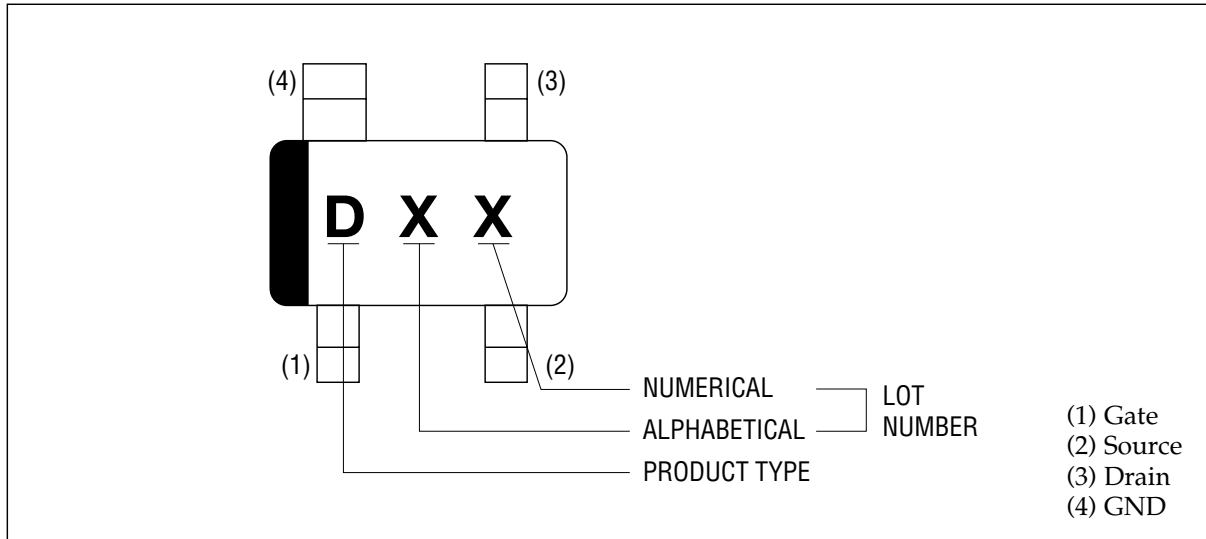 (4)
(3)
D X X
(1)
(2)
NUMERICAL
ALPHABETICAL
PRODUCT TYPE
LOT
NUMBER
(1) Gate
(2) Source
(3) Drain
(4) GND